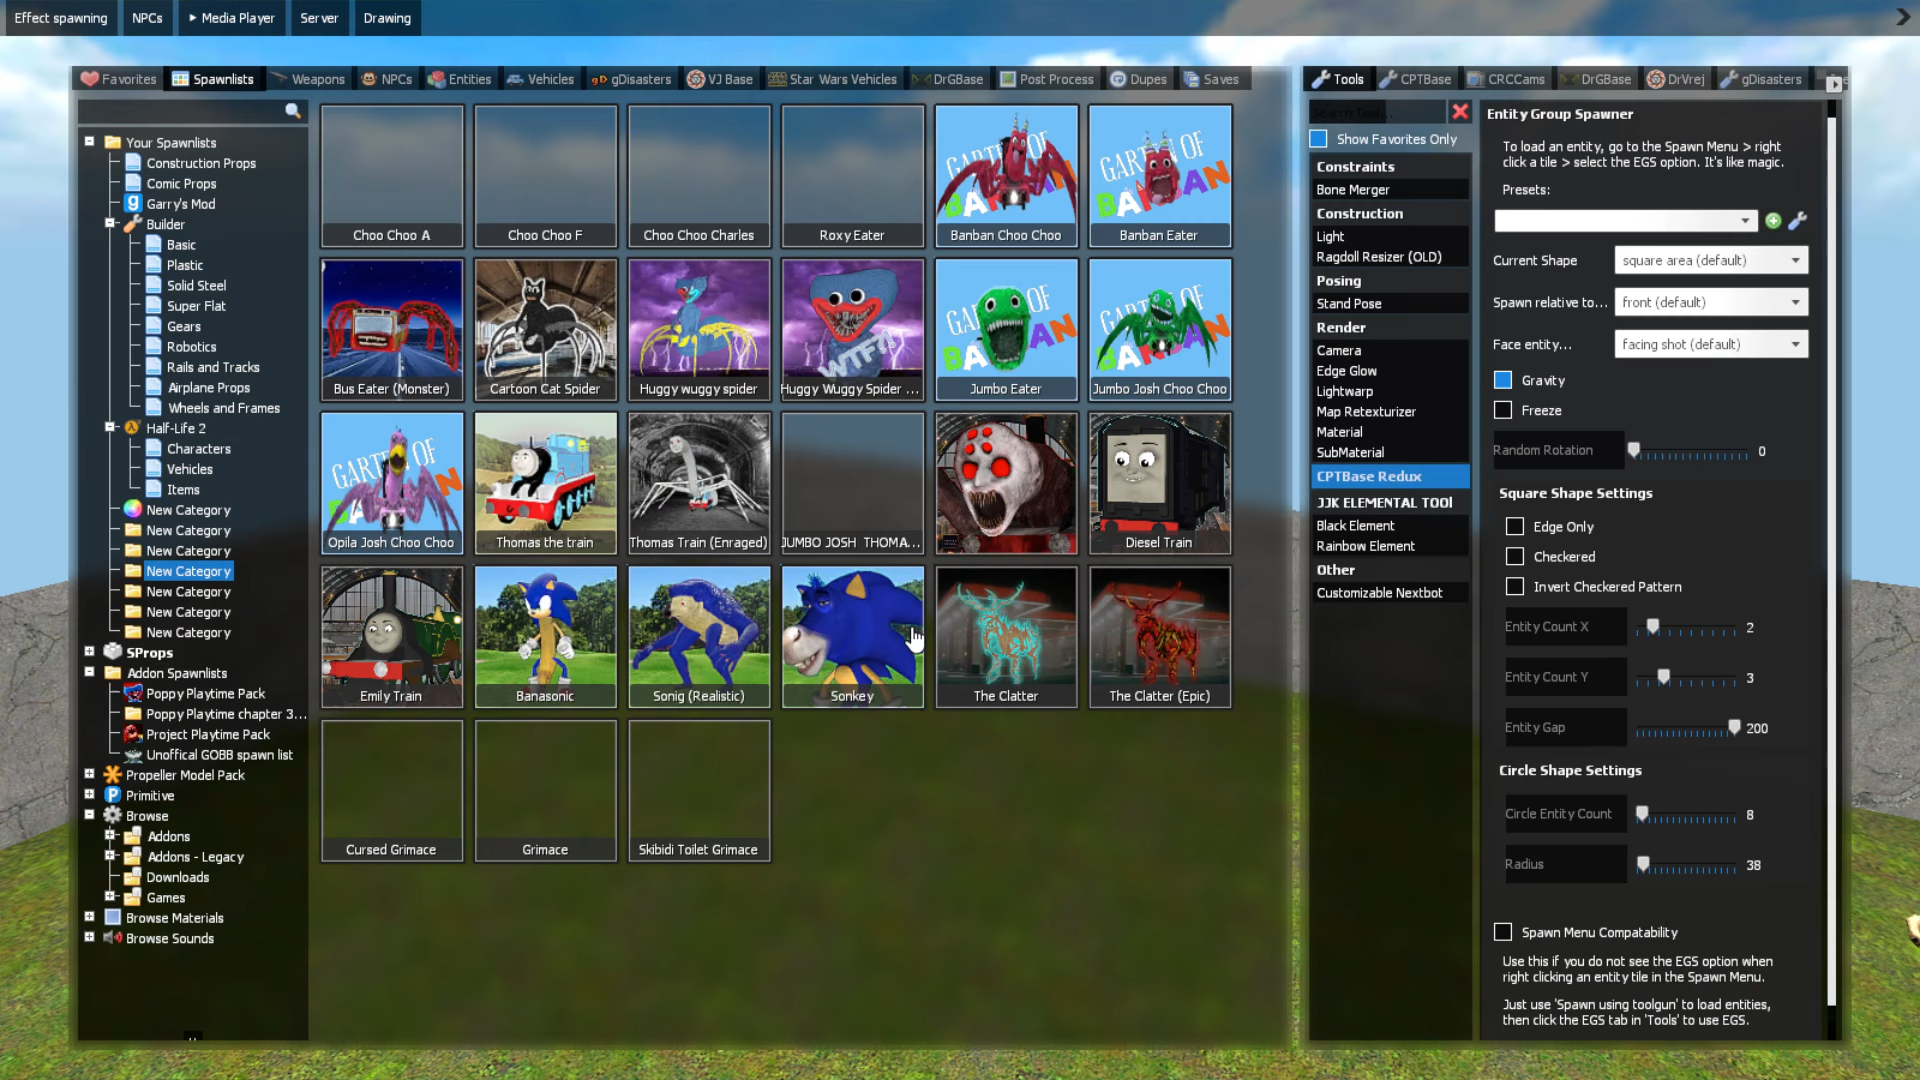 Effect spawning
NPCs
Media Player
Server
Drawing
Favorites
Spawnlists
Weapons
NPCs
Entities
Vehicles
gDisasters
VJ Base
Star Wars Vehicles
DrGBase
Post Process
Dupes
Saves
Your Spawnlists
Construction Props
Comic Props
Garry's Mod
Builder
Basic
Plastic
Solid Steel
Super Flat
Gears
Robotics
Rails and Tracks
Airplane Props
Wheels and Frames
Half-Life 2
Characters
Vehicles
Items
New Category
New Category
New Category
New Category
New Category
New Category
New Category
SProps
Addon Spawnlists
Poppy Playtime Pack
Poppy Playtime chapter 3...
Project Playtime Pack
Unoffical GOBB spawn list
Propeller Model Pack
Primitive
Browse
Addons
Addons - Legacy
Downloads
Games
Browse Materials
Browse Sounds
Choo Choo A
Choo Choo F
Choo Choo Charles
Roxy Eater
GARTEN OF
BANBAN
Banban Choo Choo
GARTEN OF
BANBAN
Banban Eater
Bus Eater (Monster)
Cartoon Cat Spider
Huggy wuggy spider
WTF?!
Huggy Wuggy Spider ...
Jumbo Eater
Jumbo Josh Choo Choo
Opila Josh Choo Choo
Thomas the train
Thomas Train (Enraged)
JUMBO JOSH THOMA...
Diesel Train
Emily Train
Banasonic
Sonig (Realistic)
Sonkey
The Clatter
The Clatter (Epic)
Cursed Grimace
Grimace
Skibidi Toilet Grimace
Tools
CPTBase
CRCCams
DrGBase
DrVrej
gDisasters
Search Tool...
Show Favorites Only
Constraints
Bone Merger
Construction
Light
Ragdoll Resizer (OLD)
Posing
Stand Pose
Render
Camera
Edge Glow
Lightwarp
Map Retexturizer
Material
SubMaterial
CPTBase Redux
JJK ELEMENTAL TOOl
Black Element
Rainbow Element
Other
Customizable Nextbot
Entity Group Spawner
To load an entity, go to the Spawn Menu > right
click a tile > select the EGS option. It's like magic.
Presets:
Current Shape
square area (default)
Spawn relative to...
front (default)
Face entity...
facing shot (default)
Gravity
Freeze
Random Rotation
0
Square Shape Settings
Edge Only
Checkered
Invert Checkered Pattern
Entity Count X
2
Entity Count Y
3
Entity Gap
200
Circle Shape Settings
Circle Entity Count
8
Radius
38
Spawn Menu Compatability
Use this if you do not see the EGS option when
right clicking an entity tile in the Spawn Menu.
Just use 'Spawn using toolgun' to load entities,
then click the EGS tab in 'Tools' to use EGS.